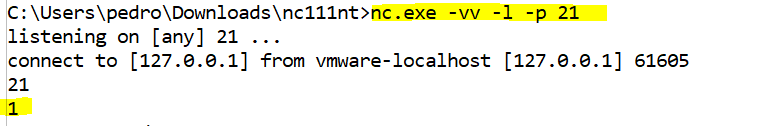 C:\Users\pedro\Downloads\nc111nt>nc.exe -vv -l -p 21
listening on [any] 21 ...
connect to [127.0.0.1] from vmware-localhost [127.0.0.1] 61605
21
1